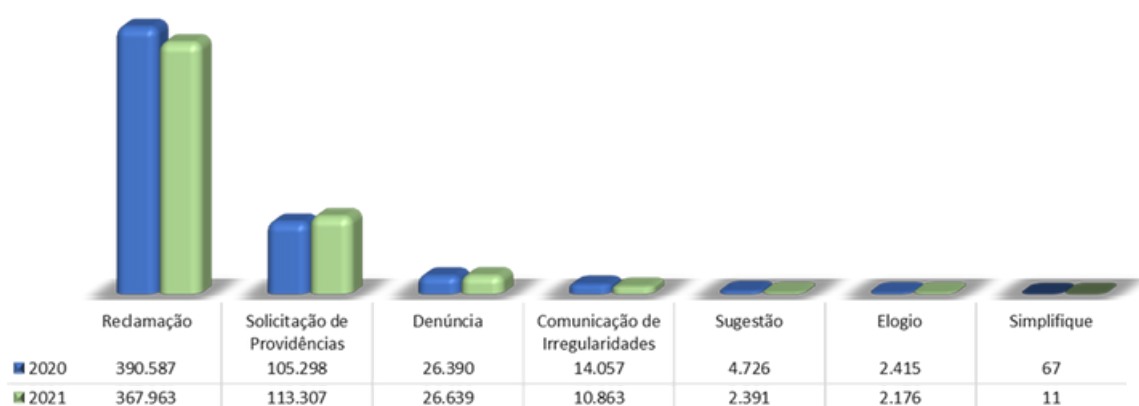 Reclamação
Solicitação de
Providências
Denúncia
Comunicação de
Irregularidades
Sugestão
Elogio
Simplifique
2020 390.587 105.298 26.390 14.057 4.726 2.415 67
2021 367.963 113.307 26.639 10.863 2.391 2.176 11